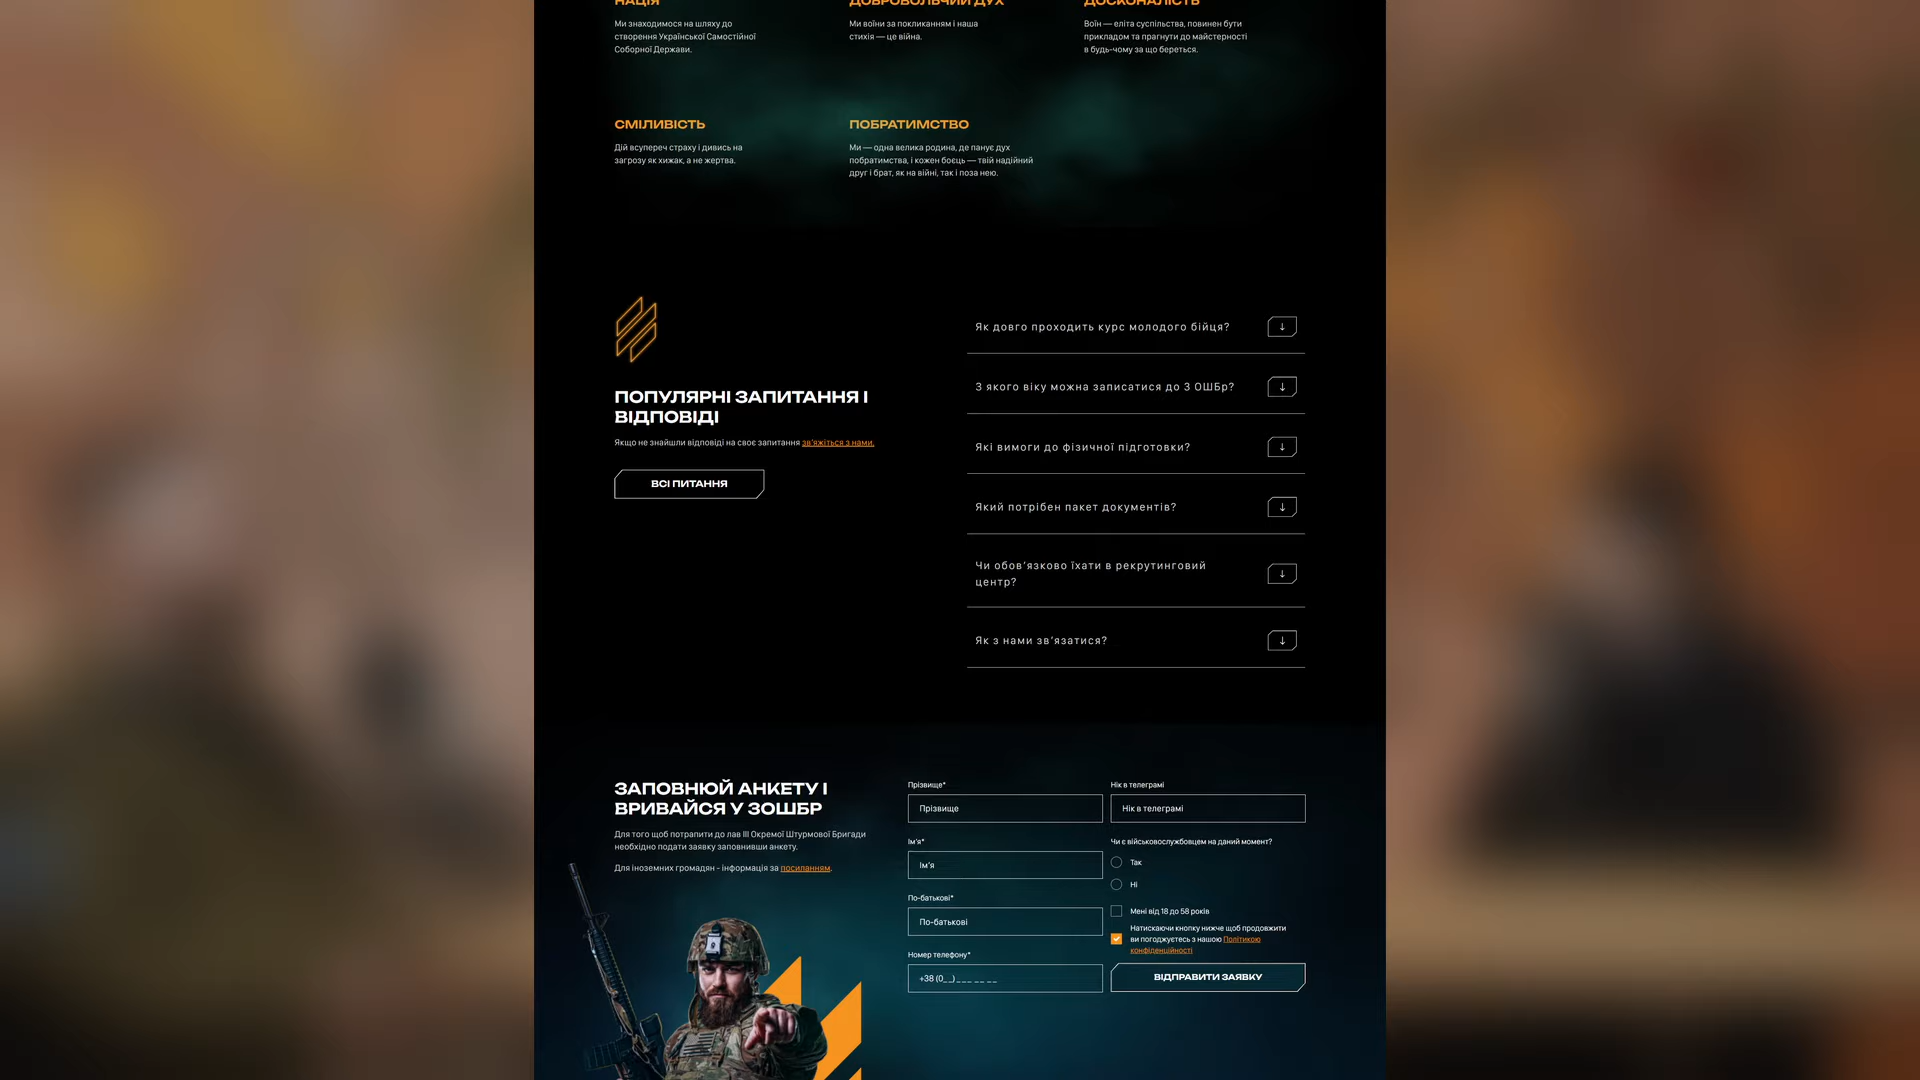 НАЦІЯ
Ми знаходимося на шляху до
створення Української Самостійної
Соборної Держави.
ДОБРОВОЛЬЧИЙ ДУХ
Ми воїни за покликанням і наша
стихія — це війна.
ДОСКОНАЛІСТЬ
Воїн — еліта суспільства, повинен бути
прикладом та прагнути до майстерності
в будь-чому за що береться.
СМІЛИВІСТЬ
Дій всупереч страху і дивись на
загрозу як хижак, а не жертва.
ПОБРАТИМСТВО
Ми — одна велика родина, де панує дух
побратимства, і кожен боєць — твій надійний
друг і брат, як на війні, так і поза нею.
ПОПУЛЯРНІ ЗАПИТАННЯ І
ВІДПОВІДІ
Якщо не знайшли відповіді на своє запитання зв'яжіться з нами.
ВСІ ПИТАННЯ
Як довго проходить курс молодого бійця?
З якого віку можна записатися до 3 ОШБр?
Які вимоги до фізичної підготовки?
Який потрібен пакет документів?
Чи обов'язково їхати в рекрутинговий
центр?
Як з нами зв'язатися?
ЗАПОВНЮЙ АНКЕТУ І
ВРИВАЙСЯ У 3ОШБР
Для того щоб потрапити до лав III Окремої Штурмової Бригади
необхідно подати заявку заповнивши анкету.
Для іноземних громадян - інформація за посиланням.
Прізвище*
Прізвище
Ім'я*
Ім'я
По-батькові*
По-батькові
Номер телефону*
+38 (0__)___ __ __
Нік в телеграмі
Нік в телеграмі
Чи є військовослужбовцем на даний момент?
Так
Ні
Мені від 18 до 58 років
Натискаючи кнопку нижче щоб продовжити
ви погоджуєтесь з нашою Політикою
конфіденційності
ВІДПРАВИТИ ЗАЯВКУ